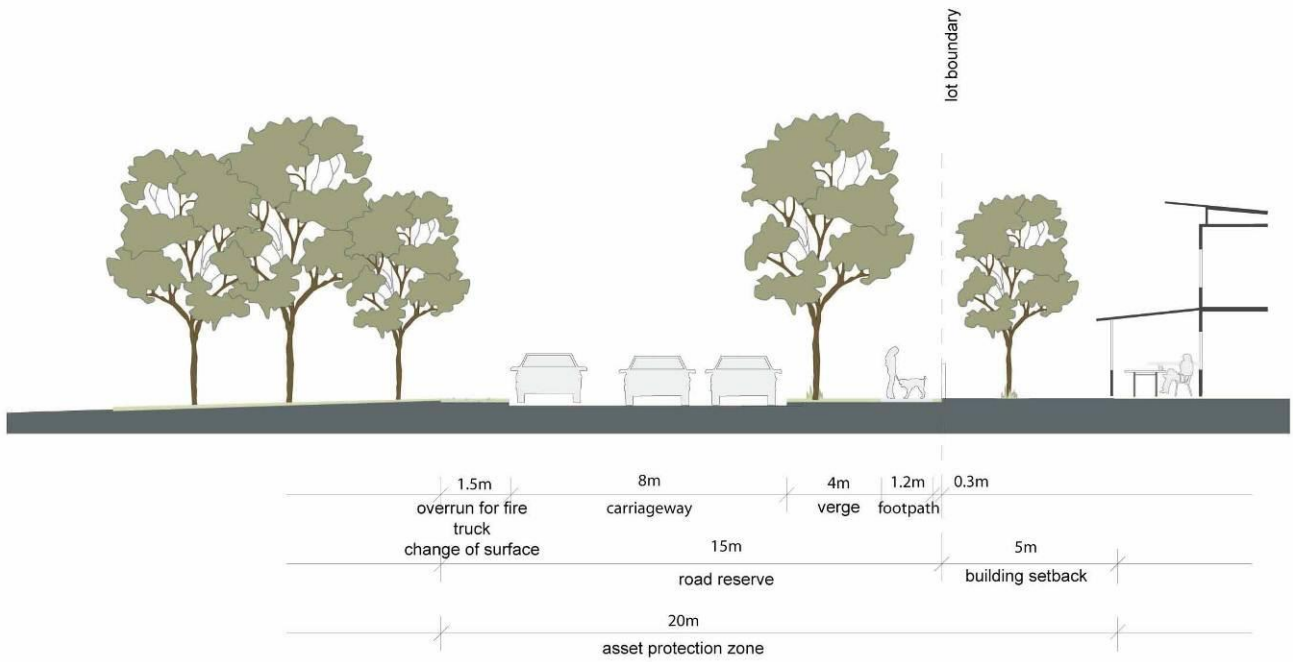 lot boundary
1.5m
8m
4m
1.2m
0.3m
overrun for fire
truck
change of surface
carriageway
verge
footpath
15m
5m
road reserve
building setback
20m
asset protection zone